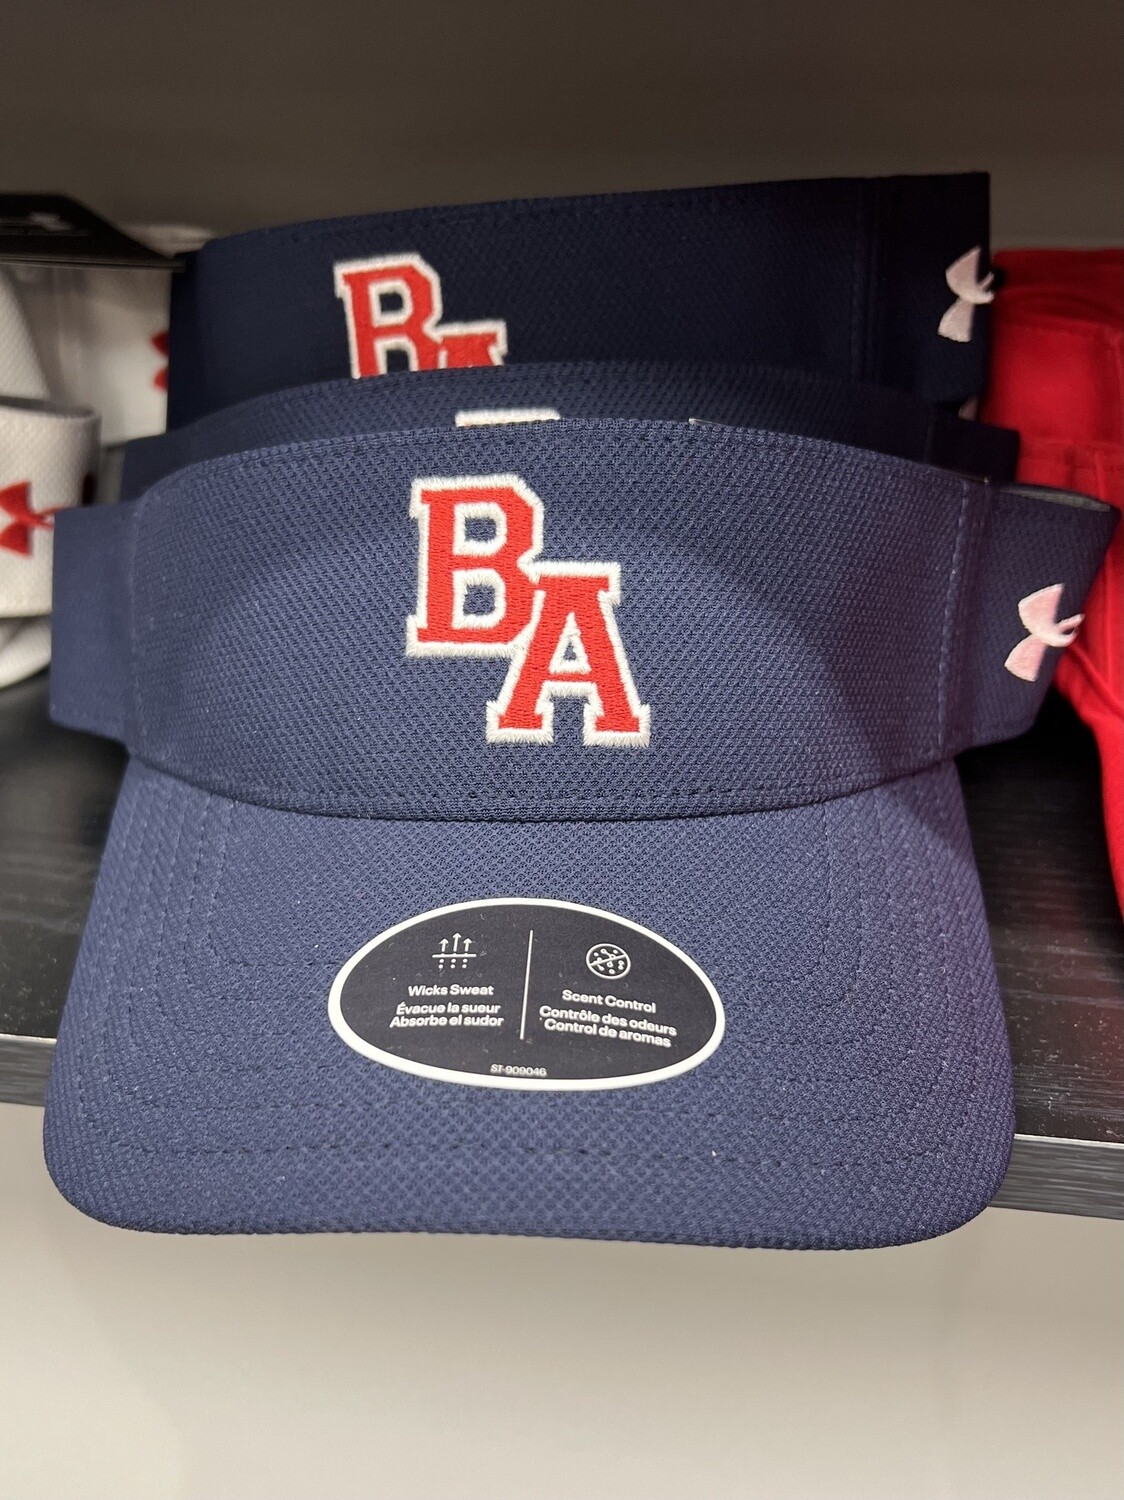 BA
BA
Wicks Sweat
Évacue la sueur
Absorbe el sudor
Scent Control
Contrôle des odeurs
Control de aromas
ST-909046